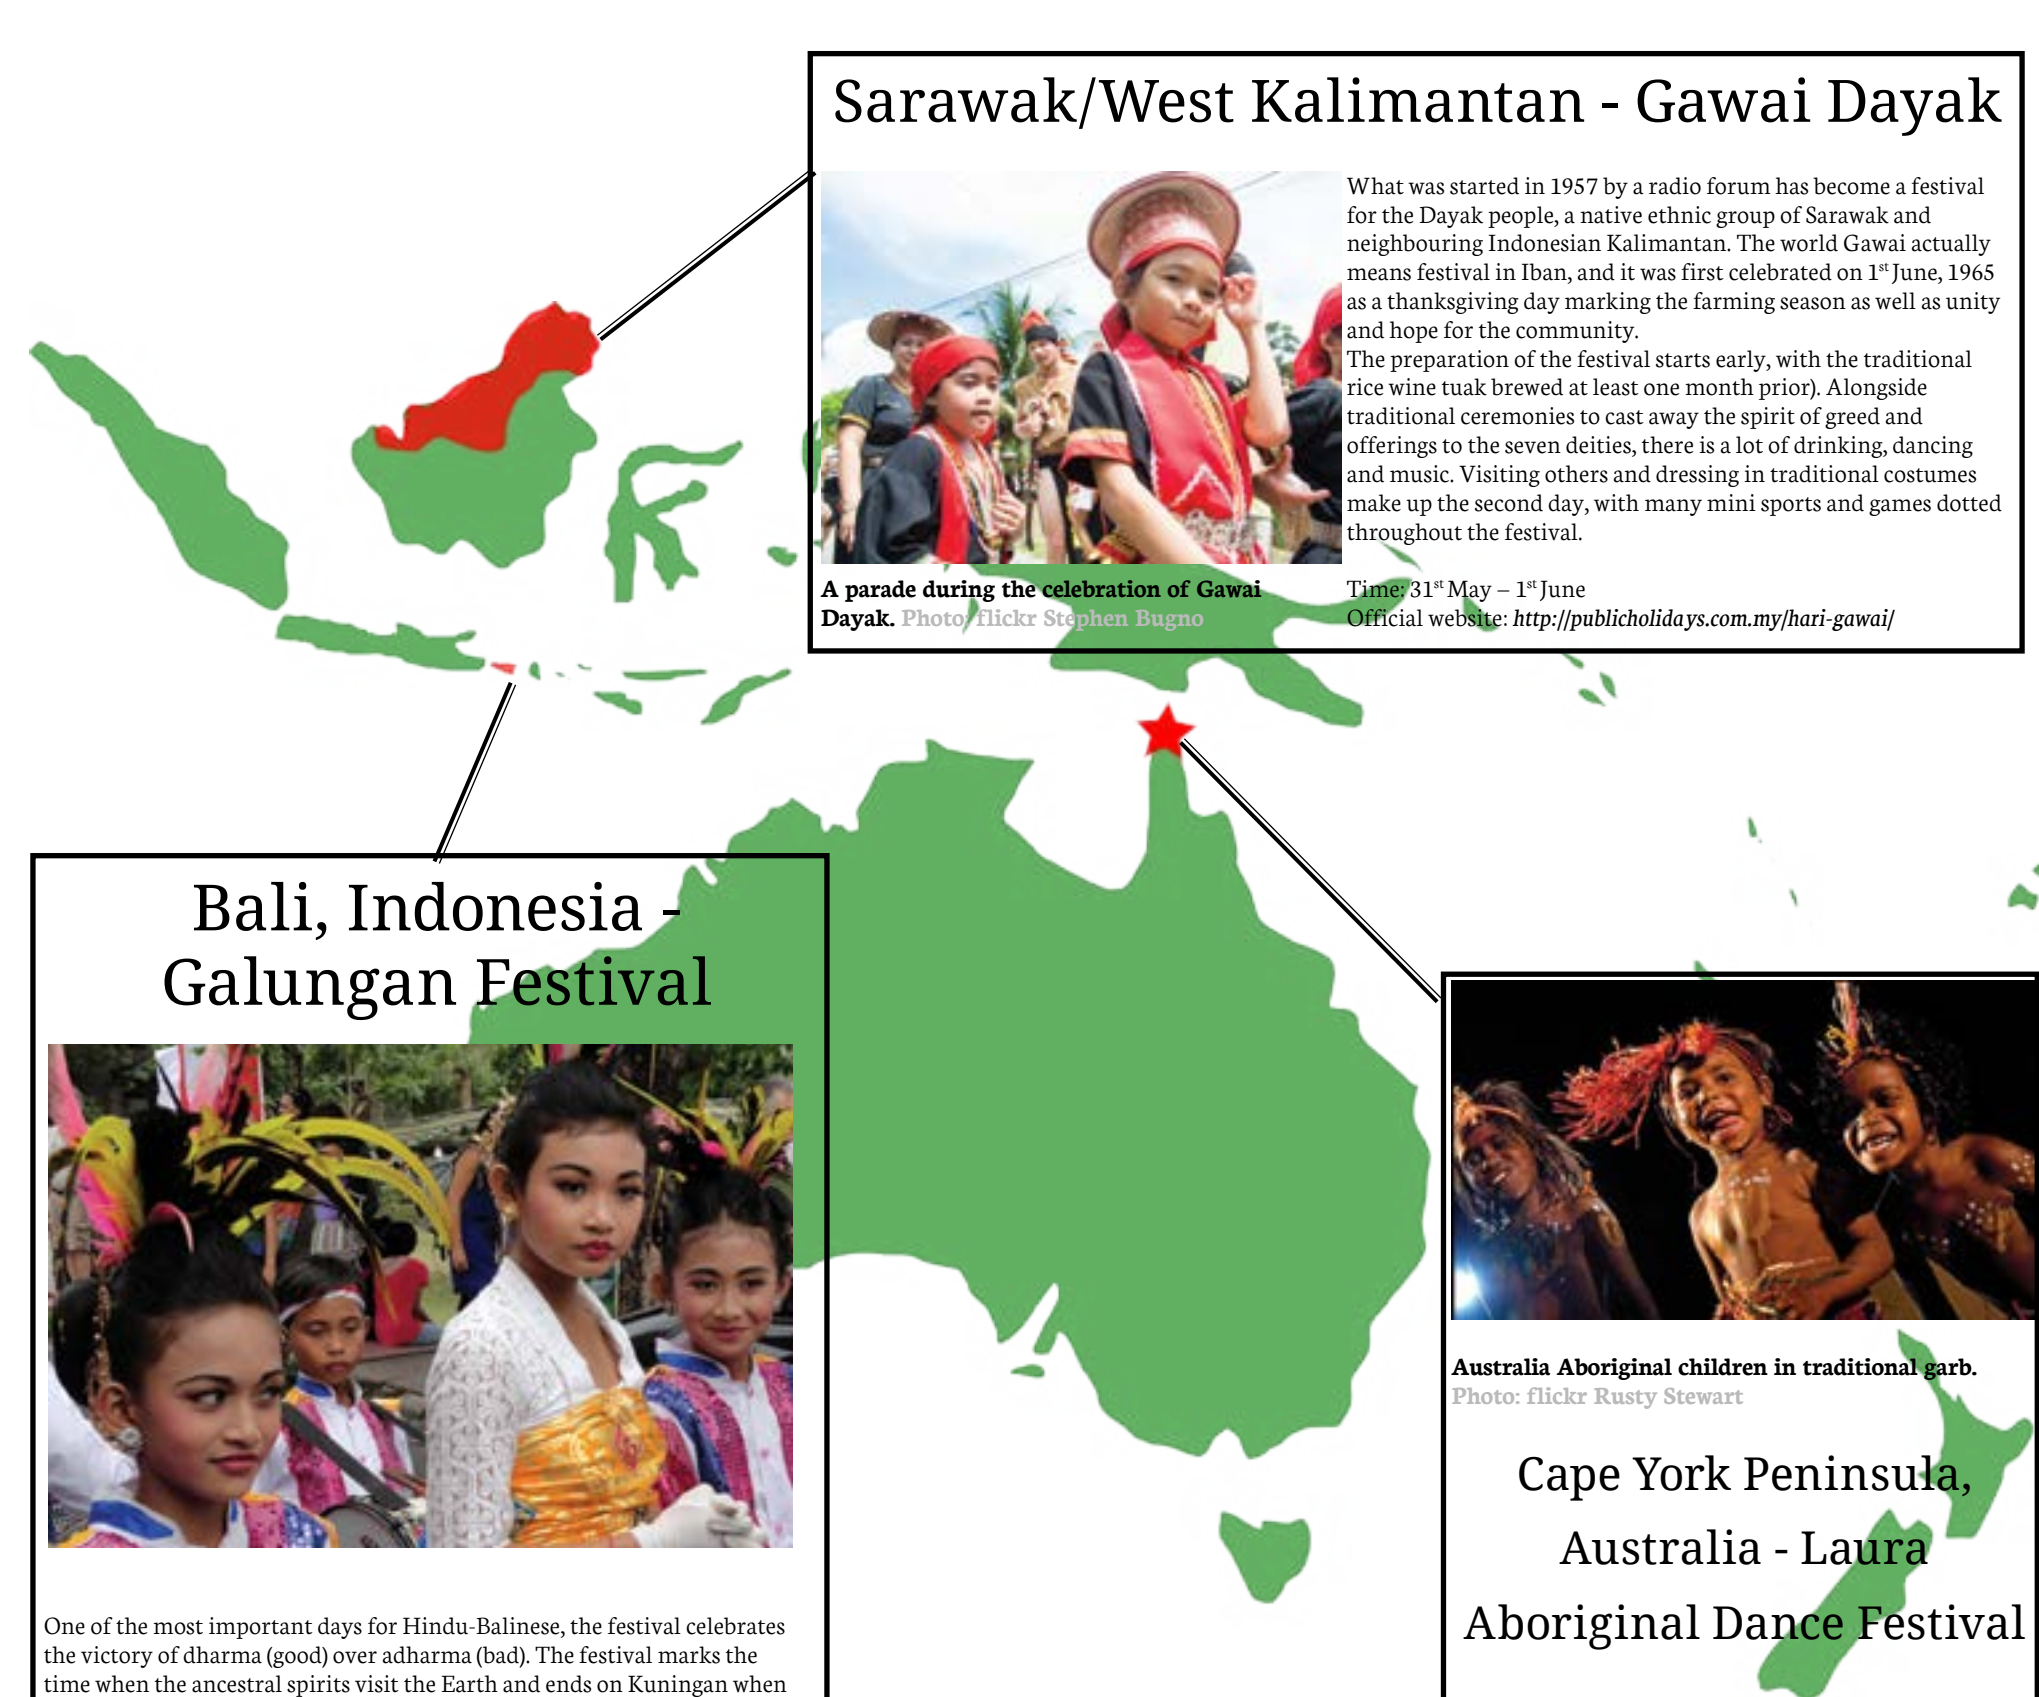 Sarawak/West Kalimantan - Gawai Dayak
What was started in 1957 by a radio forum has become a festival
for the Dayak people, a native ethnic group of Sarawak and
neighbouring Indonesian Kalimantan. The world Gawai actually
means festival in Iban, and it was first celebrated on 1st June, 1965
as a thanksgiving day marking the farming season as well as unity
and hope for the community.
The preparation of the festival starts early, with the traditional
rice wine tuak brewed at least one month prior). Alongside
traditional ceremonies to cast away the spirit of greed and
offerings to the seven deities, there is a lot of drinking, dancing
and music. Visiting others and dressing in traditional costumes
make up the second day, with many mini sports and games dotted
throughout the festival.
Time: 31st May – 1st June
Official website: http://publicholidays.com.my/hari-gawai/
A parade during the celebration of Gawai
Dayak. Photo: flickr Stephen Bugno
Bali, Indonesia -
Galungan Festival
One of the most important days for Hindu-Balinese, the festival celebrates
the victory of dharma (good) over adharma (bad). The festival marks the
time when the ancestral spirits visit the Earth and ends on Kuningan when
Australia Aboriginal children in traditional garb.
Photo: flickr Rusty Stewart
Cape York Peninsula,
Australia - Laura
Aboriginal Dance Festival